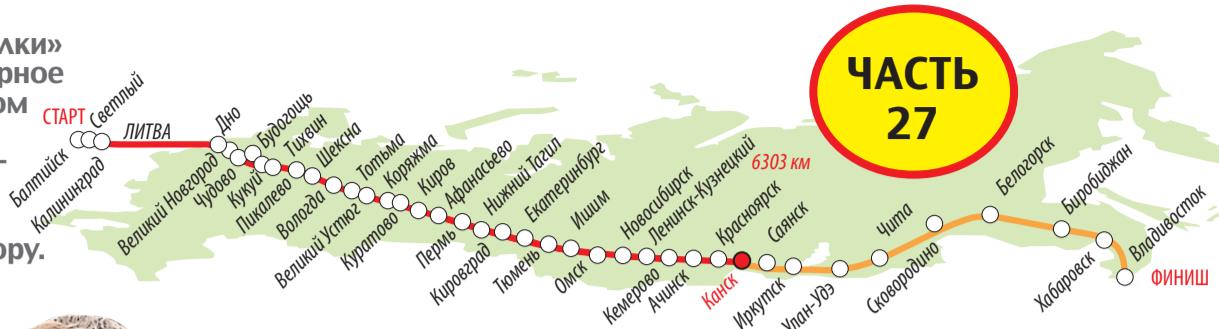 лки»
рное
ом
-
ору.
ЧАСТЬ
27
СТАРТ
Балтийск
Светлый
Калининград
ЛИТВА
Дно
Великий Новгород
Чудово
Будогощь
Кукуй
Тихвин
Пикалево
Шексна
Вологда
Тотьма
Великий Устюг
Коряжма
Куратово
Киров
Афанасьево
Пермь
Нижний Тагил
Кировград
Екатеринбург
Тюмень
Ишим
Омск
Новосибирск
Ленинск-Кузнецкий
Кемерово
Ачинск
6303 км
Красноярск
Канск
Саянск
Иркутск
Улан-Удэ
Чита
Сковородино
Белогорск
Биробиджан
Хабаровск
Владивосток
ФИНИШ